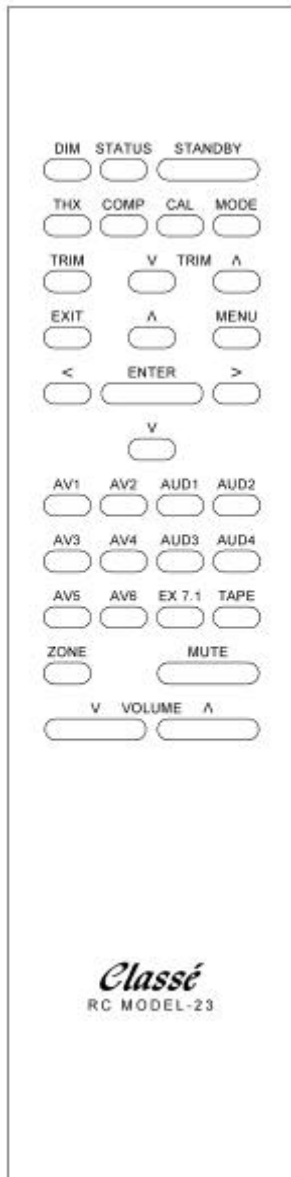 DIM STATUS STANDBY
THX COMP CAL MODE
TRIM V TRIM Λ
EXIT Λ MENU
< ENTER >
V
AV1 AV2 AUD1 AUD2
AV3 AV4 AUD3 AUD4
AV5 AV6 EX 7.1 TAPE
ZONE MUTE
V VOLUME Λ
Classé
RC MODEL-23